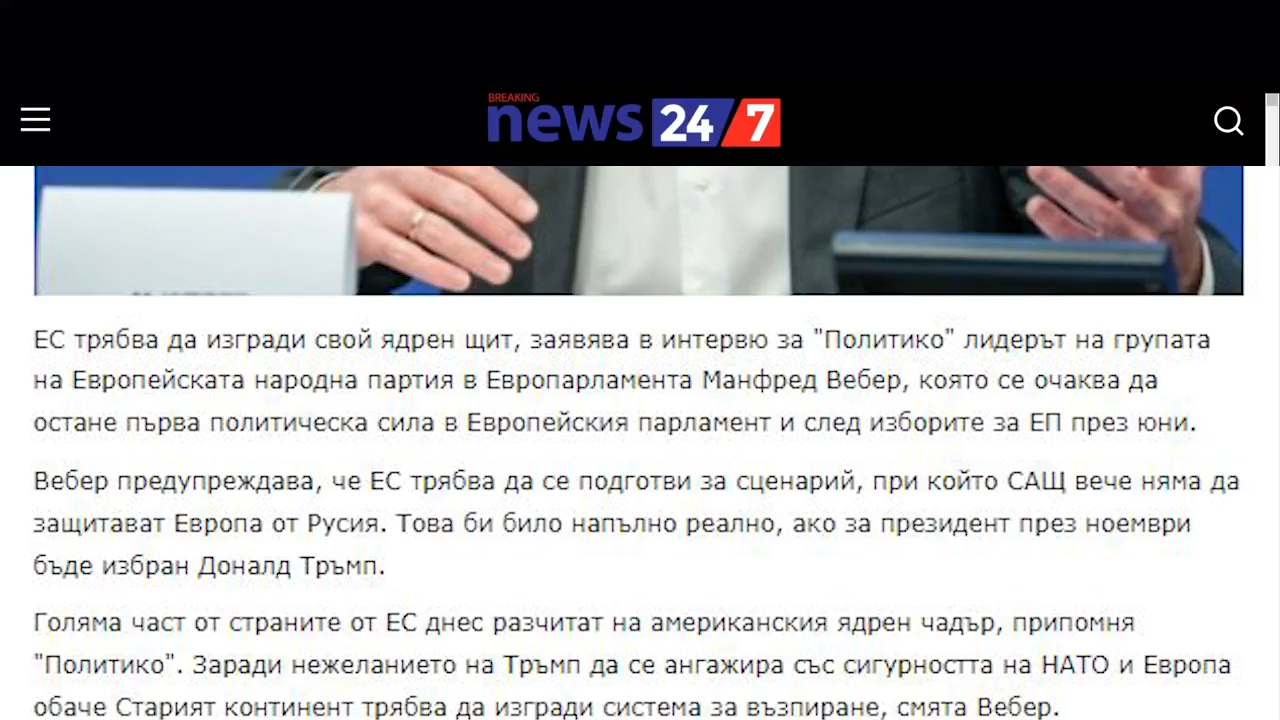 BREAKING
news 24/7
ЕС трябва да изгради свой ядрен щит, заявява в интервю за "Политико" лидерът на групата
на Европейската народна партия в Европарламента Манфред Вебер, която се очаква да
остане първа политическа сила в Европейския парламент и след изборите за ЕП през юни.
Вебер предупреждава, че ЕС трябва да се подготви за сценарий, при който САЩ вече няма да
защитават Европа от Русия. Това би било напълно реално, ако за президент през ноември
бъде избран Доналд Тръмп.
Голяма част от страните от ЕС днес разчитат на американския ядрен чадър, припомня
"Политико". Заради нежеланието на Тръмп да се ангажира със сигурността на НАТО и Европа
обаче Старият континент трябва да изгради система за възпиране, смята Вебер.